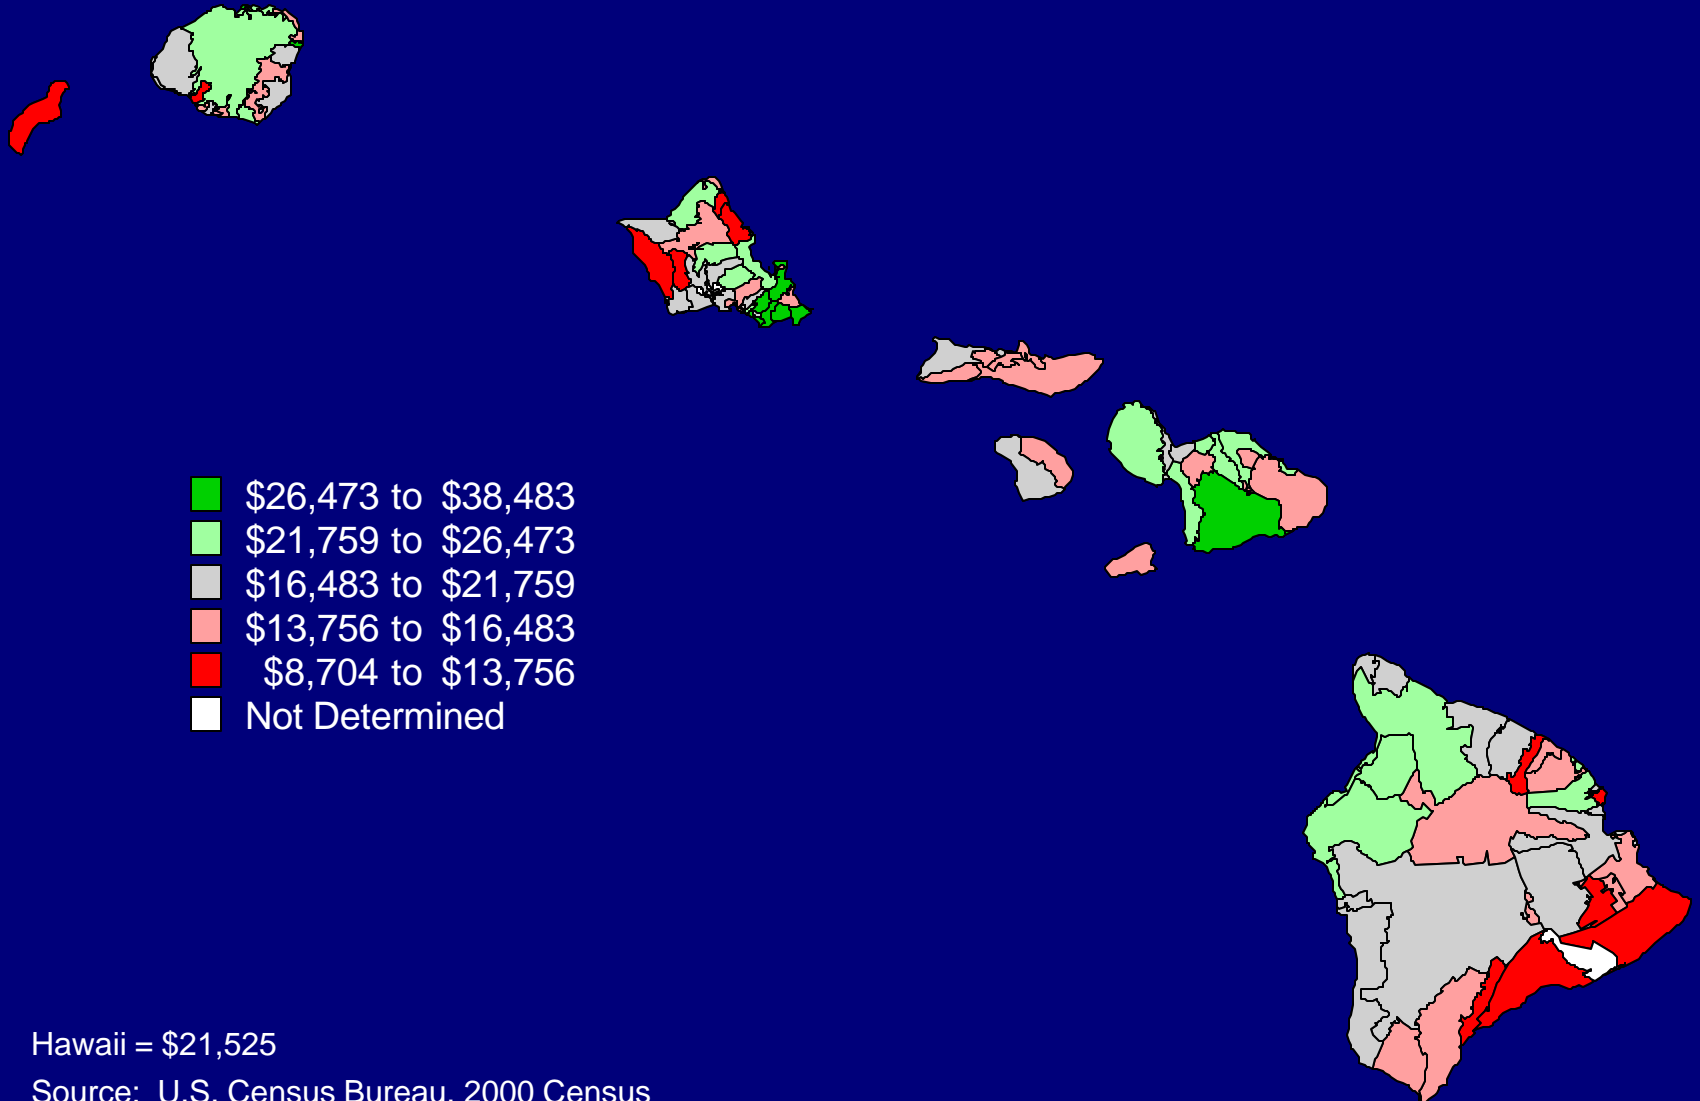 $26,473 to $38,483
$21,759 to $26,473
$16,483 to $21,759
$13,756 to $16,483
$8,704 to $13,756
Not Determined
Hawaii = $21,525
Source: U.S. Census Bureau, 2000 Census